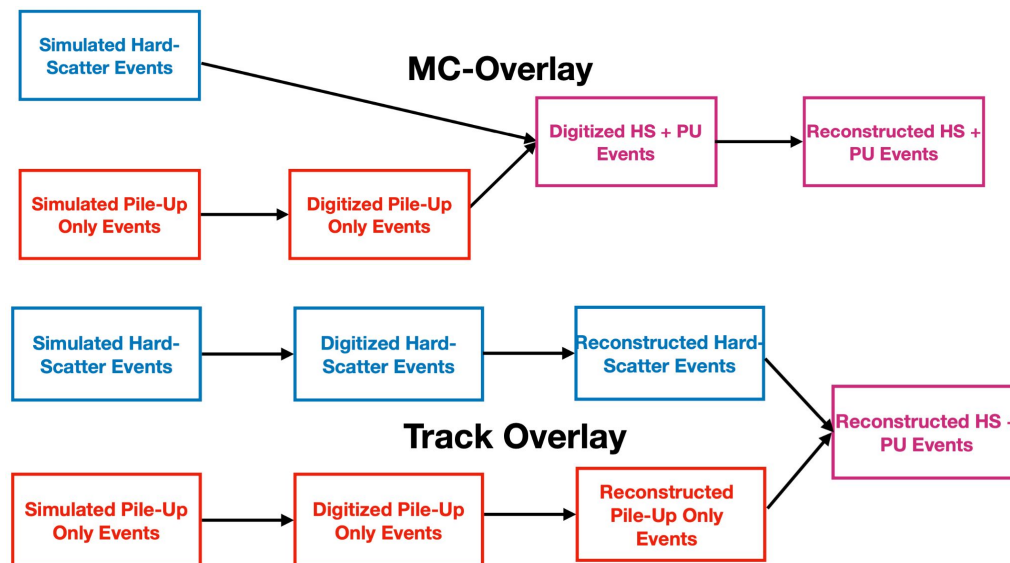 Simulated Hard-
Scatter Events
MC-Overlay
Digitized HS + PU
Events
Reconstructed HS +
PU Events
Simulated Pile-Up
Only Events
Digitized Pile-Up
Only Events
Simulated Hard-
Scatter Events
Digitized Hard-
Scatter Events
Reconstructed Hard-
Scatter Events
Track Overlay
Reconstructed HS
PU Events
Simulated Pile-Up
Only Events
Digitized Pile-Up
Only Events
Reconstructed
Pile-Up Only
Events